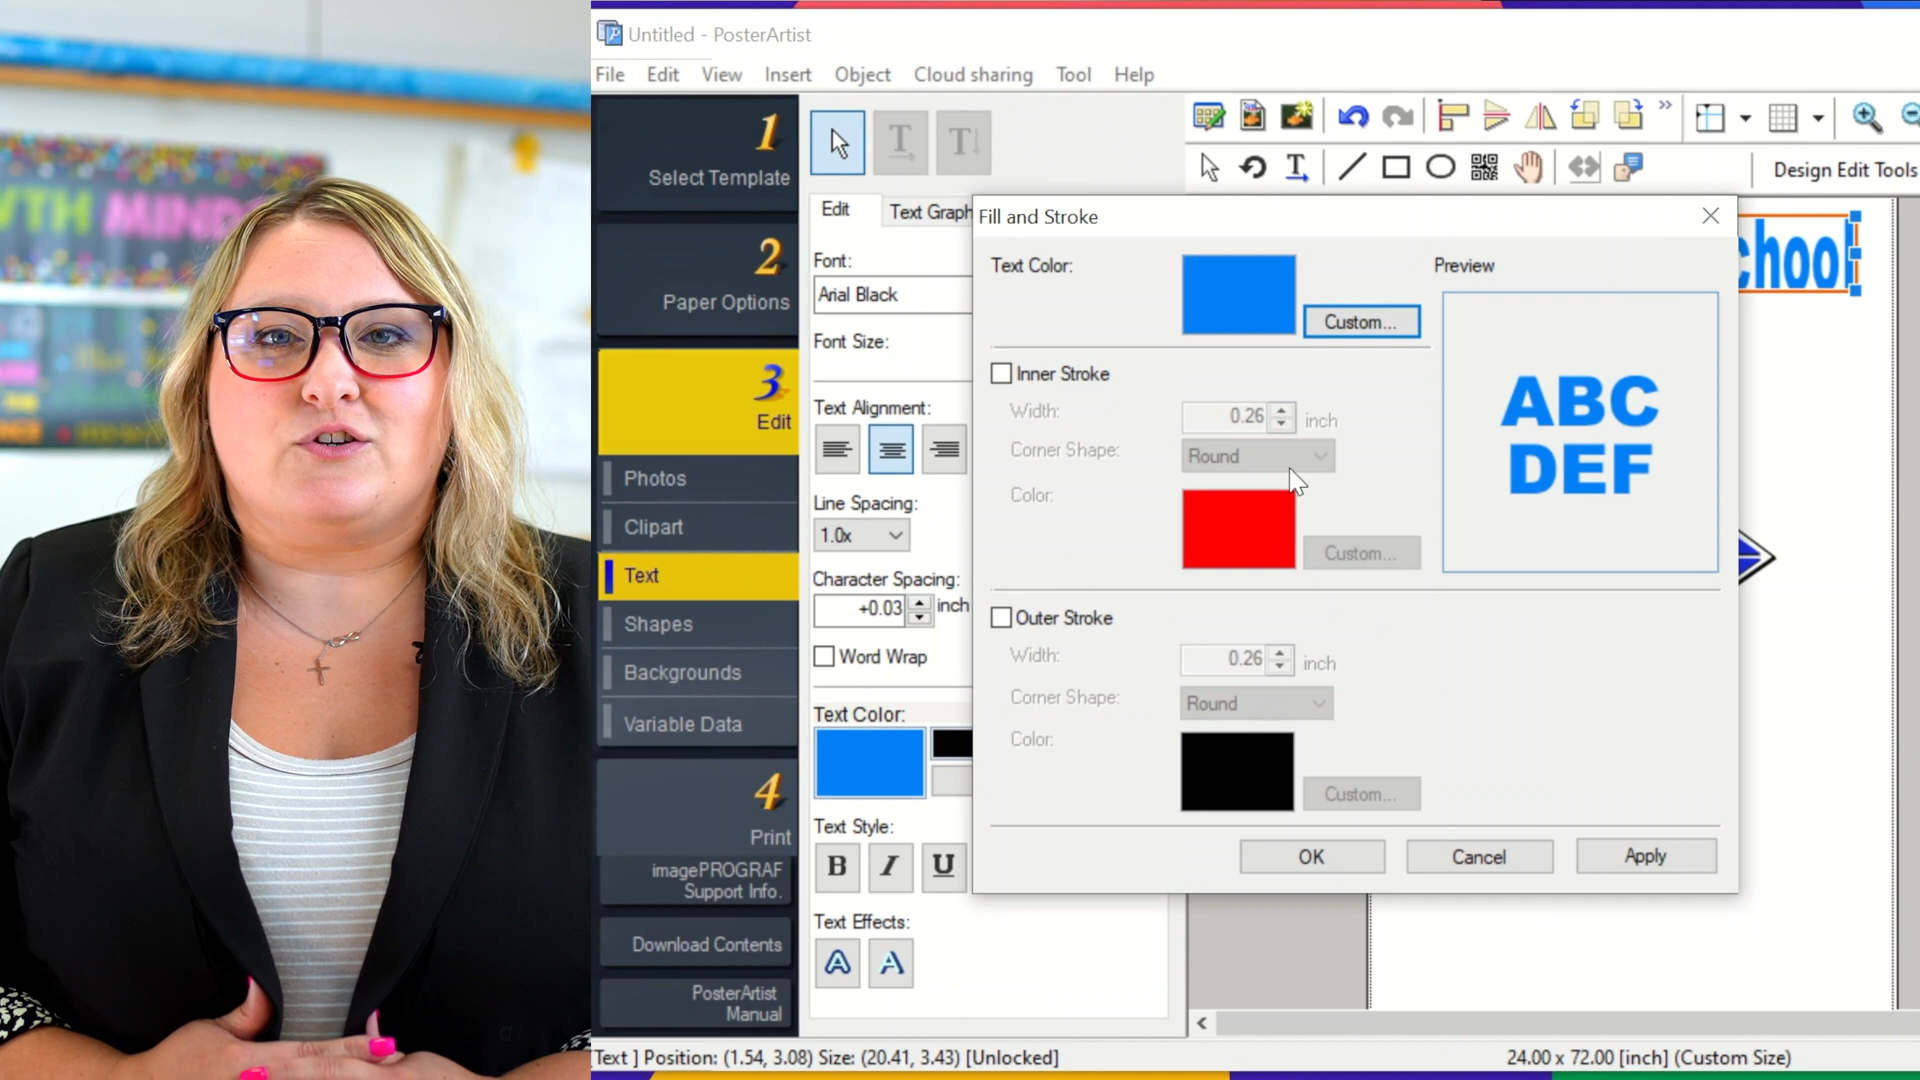 WTH MINDS
Untitled - PosterArtist
File Edit View Insert Object Cloud sharing Tool Help
1
Select Template
2
Paper Options
3
Edit
Photos
Clipart
Text
Shapes
Backgrounds
Variable Data
4
Print
imagePROGRAF
Support Info.
Download Contents
PosterArtist
Manual
T T
Edit
Text Graph
Font:
Arial Black
Font Size:
Text Alignment:
Line Spacing:
1.0x
Character Spacing:
+0.03 inch
Word Wrap
Text Color:
Text Style:
B I U
Text Effects:
A A
» 
T
Design Edit Tools
chool
Fill and Stroke
Text Color:
Custom...
Preview
ABC
DEF
Inner Stroke
Width:
0.26 inch
Corner Shape:
Round
Color:
Custom...
Outer Stroke
Width:
0.26 inch
Corner Shape:
Round
Color:
Custom...
OK Cancel Apply
Text ] Position: (1.54, 3.08) Size: (20.41, 3.43) [Unlocked]
24.00 x 72.00 [inch] (Custom Size)